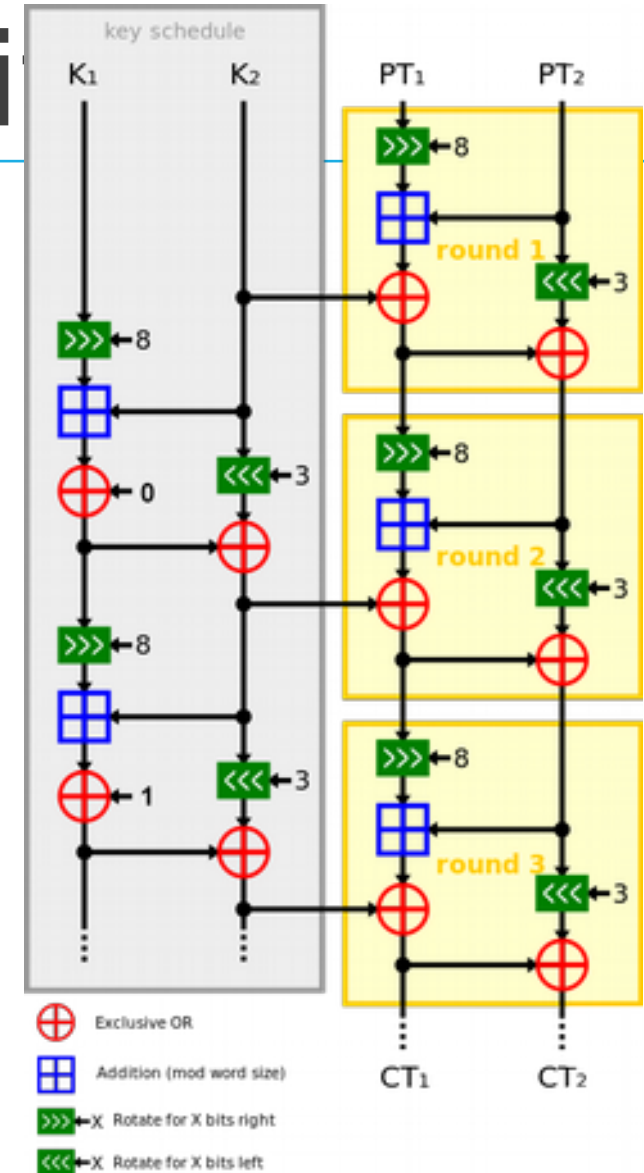 key schedule
K₁ K₂ PT₁ PT₂
>>> 8
round 1
<<< 3
>>> 8
0
<<< 3
>>> 8
round 2
<<< 3
>>> 8
1
<<< 3
>>> 8
round 3
<<< 3
CT₁ CT₂
Exclusive OR
Addition (mod word size)
>>> X Rotate for X bits right
<<< X Rotate for X bits left